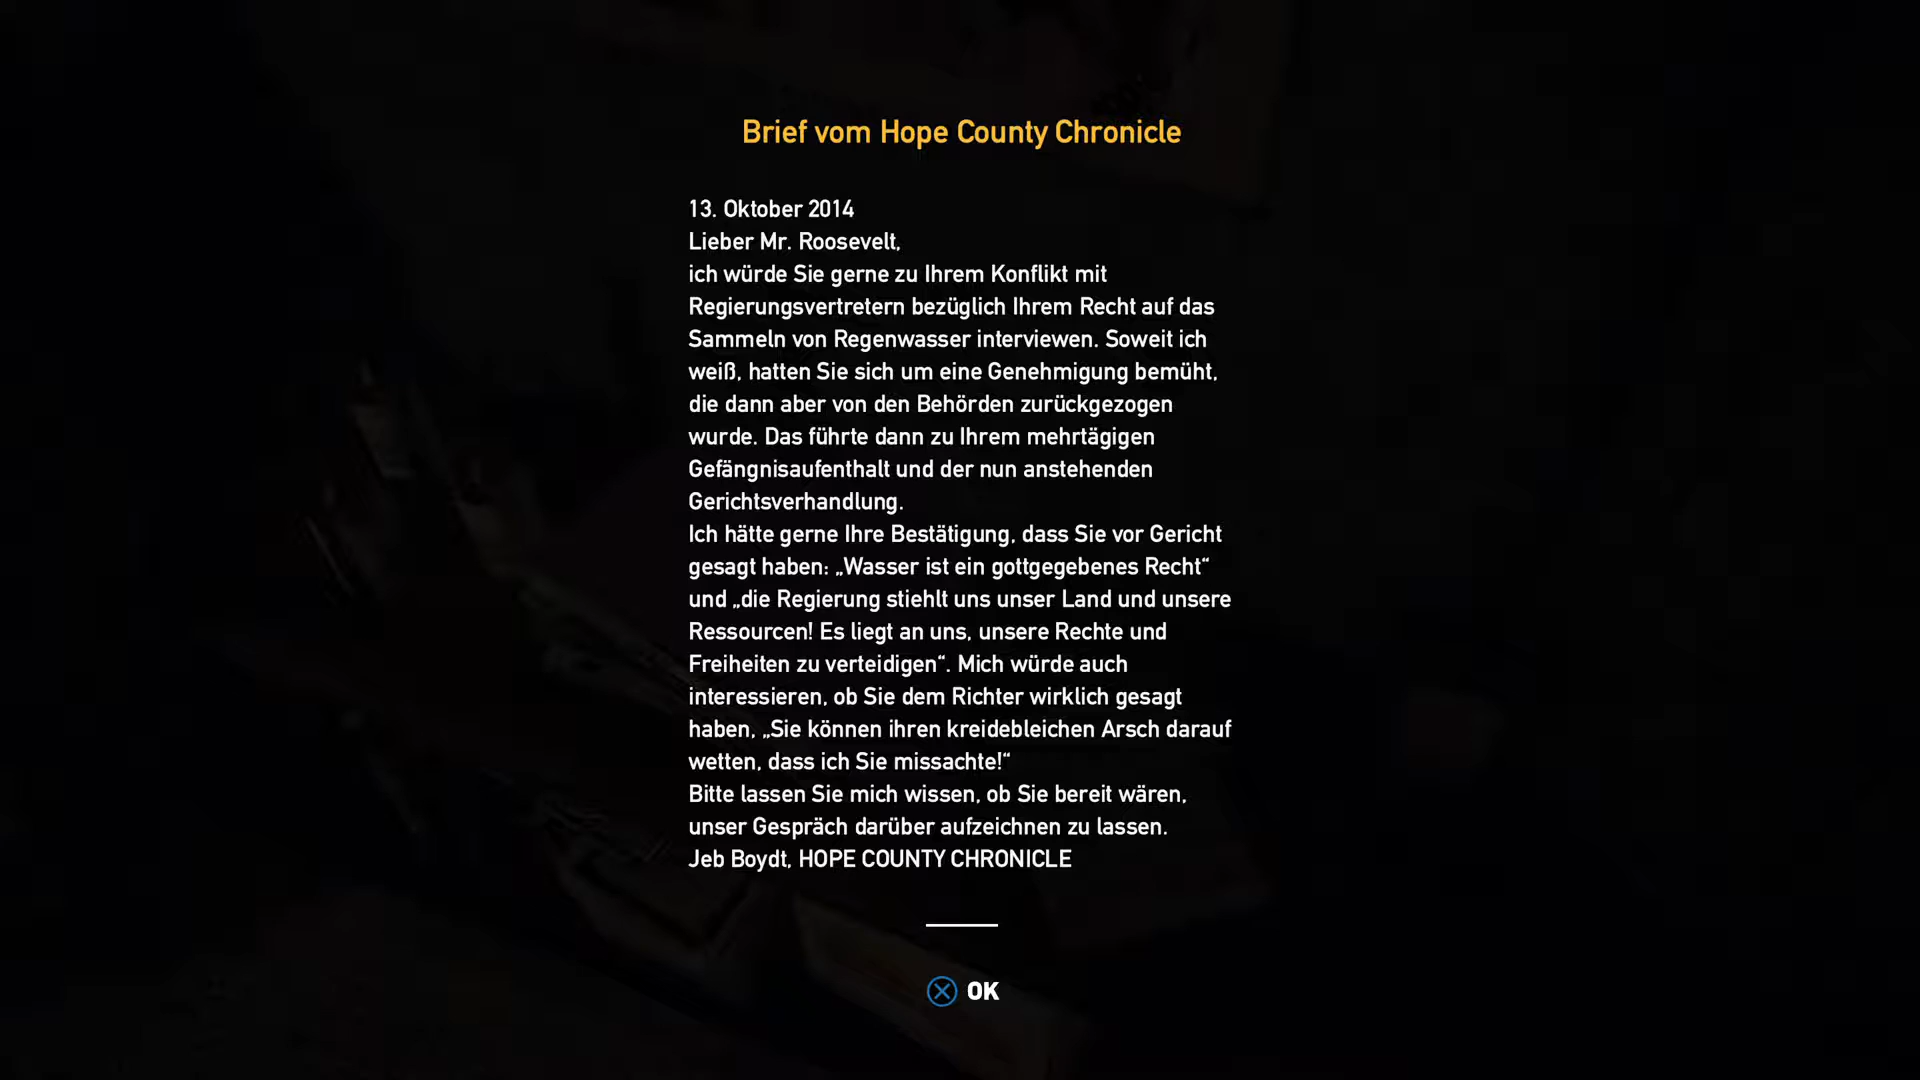 Brief vom Hope County Chronicle
13. Oktober 2014
Lieber Mr. Roosevelt,
ich würde Sie gerne zu Ihrem Konflikt mit
Regierungsvertretern bezüglich Ihrem Recht auf das
Sammeln von Regenwasser interviewen. Soweit ich
weiß, hatten Sie sich um eine Genehmigung bemüht,
die dann aber von den Behörden zurückgezogen
wurde. Das führte dann zu Ihrem mehrtägigen
Gefängnisaufenthalt und der nun anstehenden
Gerichtsverhandlung.
Ich hätte gerne Ihre Bestätigung, dass Sie vor Gericht
gesagt haben: „Wasser ist ein gottgegebenes Recht“
und „die Regierung stiehlt uns unser Land und unsere
Ressourcen! Es liegt an uns, unsere Rechte und
Freiheiten zu verteidigen“. Mich würde auch
interessieren, ob Sie dem Richter wirklich gesagt
haben, „Sie können ihren kreidebleichen Arsch darauf
wetten, dass ich Sie missachte!“
Bitte lassen Sie mich wissen, ob Sie bereit wären,
unser Gespräch darüber aufzeichnen zu lassen.
Jeb Boydt, HOPE COUNTY CHRONICLE
OK